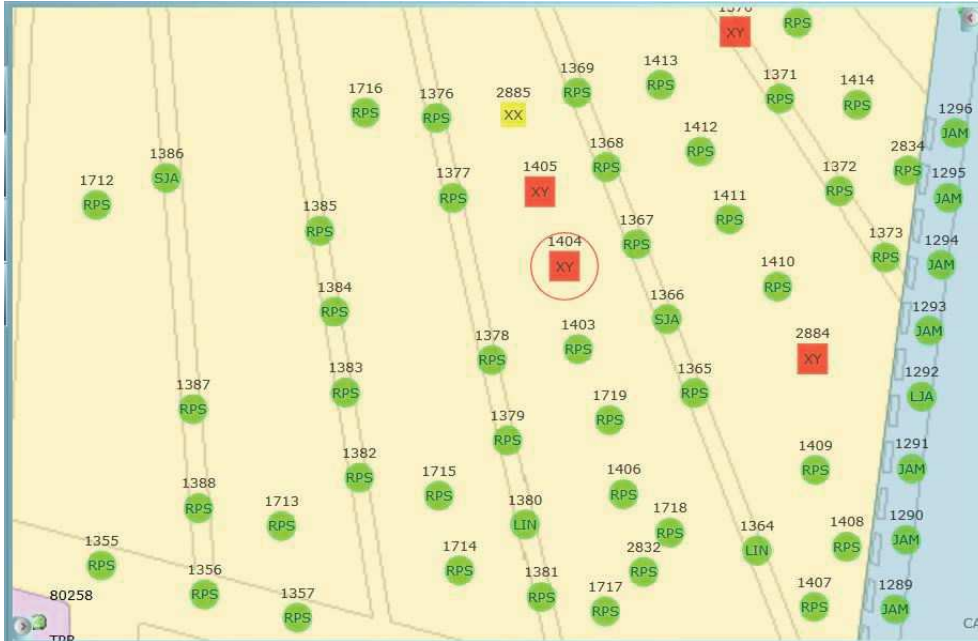 1370
XY
RPS
1413
RPS
1369
RPS
1371
RPS
1414
RPS
1716
RPS
1376
RPS
2885
XX
1296
JAM
1412
RPS
1368
RPS
2834
RPS
1386
SJA
1405
XY
1377
RPS
1372
RPS
1295
JAM
1712
RPS
1411
RPS
1385
RPS
1367
RPS
1373
RPS
1294
JAM
1404
XY
1410
RPS
1384
RPS
1366
SJA
1293
JAM
1403
RPS
2884
XY
1378
RPS
1383
RPS
1365
RPS
1292
LJA
1387
RPS
1719
RPS
1379
RPS
1382
RPS
1409
RPS
1291
JAM
1715
RPS
1406
RPS
1388
RPS
1713
RPS
1380
LIN
1718
RPS
1290
JAM
1364
LIN
1408
RPS
1355
RPS
1714
RPS
2832
RPS
1356
RPS
1381
RPS
1717
RPS
1407
RPS
1289
JAM
1357
RPS
80258